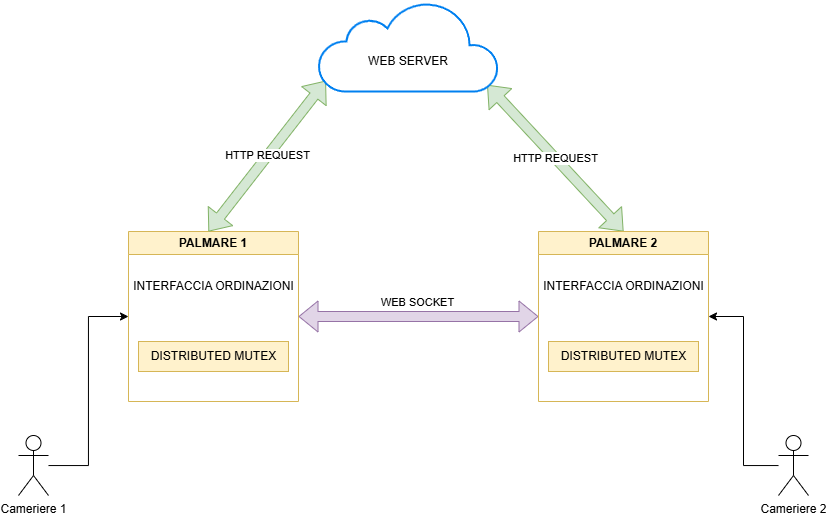 WEB SERVER
HTTP REQUEST
HTTP REQUEST
PALMARE 1
PALMARE 2
INTERFACCIA ORDINAZIONI
INTERFACCIA ORDINAZIONI
WEB SOCKET
DISTRIBUTED MUTEX
DISTRIBUTED MUTEX
Cameriere 1
Cameriere 2